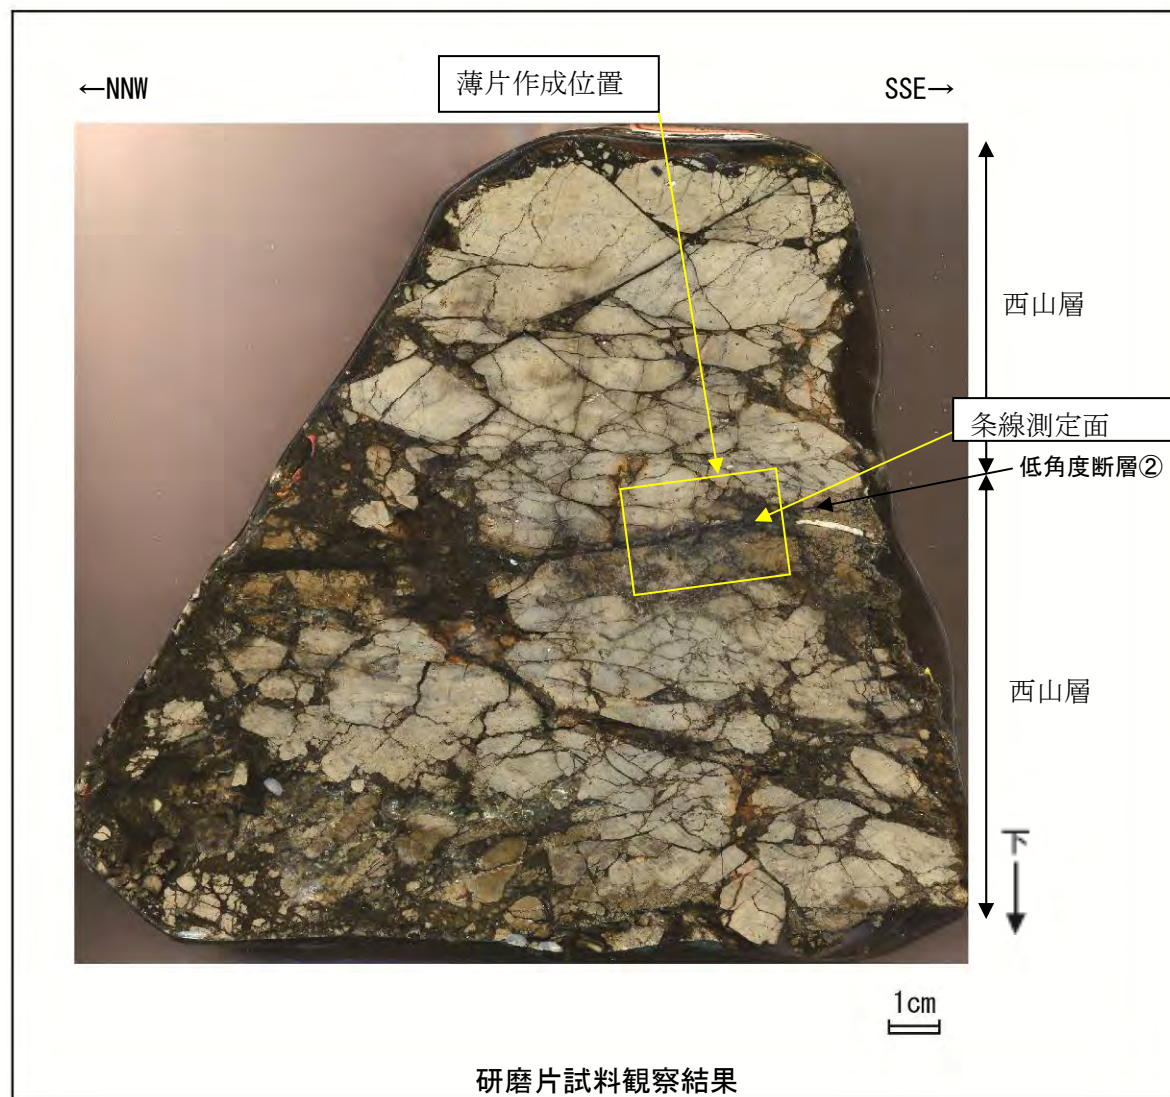 薄片作成位置
←NNW
SSE→
西山層
条線測定面
低角度断層②
西山層
下
1cm
研磨片試料観察結果